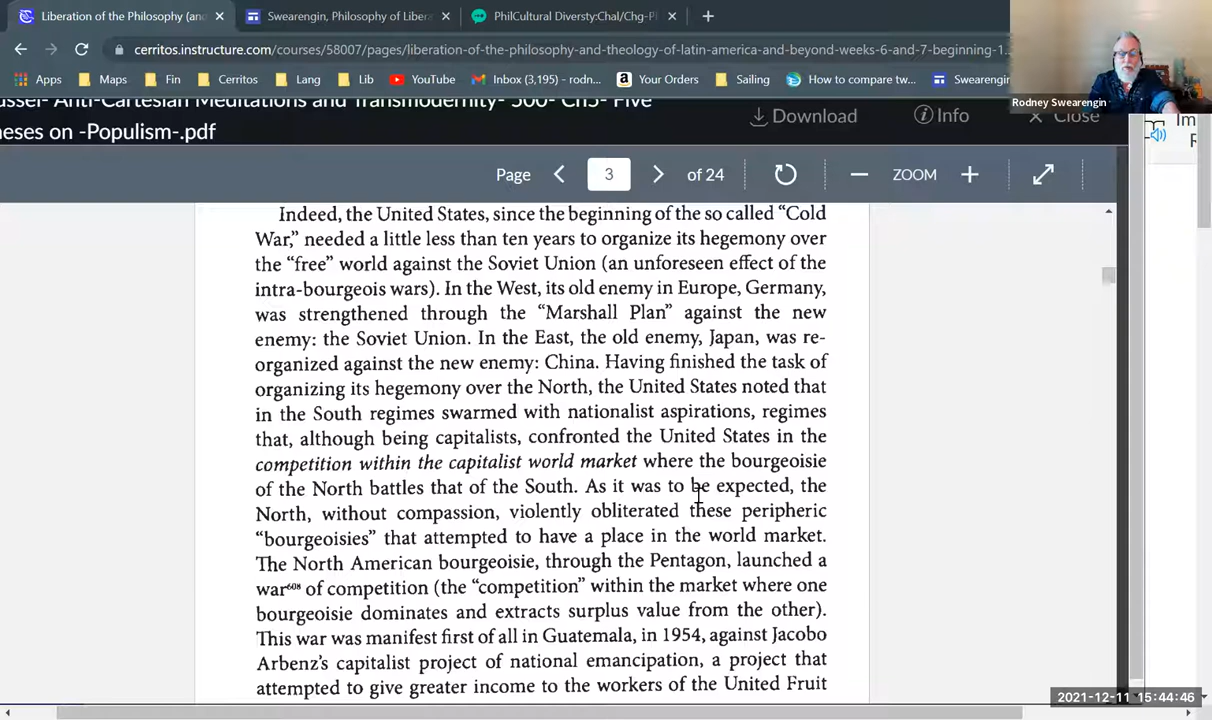 Liberation of the Philosophy (and
Swearengin, Philosophy of Libera
PhilCultural Diversty:Chal/Chg-P
cerritos.instructure.com/courses/58007/pages/liberation-of-the-philosophy-and-theology-of-latin-america-and-beyond-weeks-6-and-7-beginning-1...
Apps
Maps
Fin
Cerritos
Lang
Lib
YouTube
Inbox (3,195) - rodn...
Your Orders
Sailing
How to compare tw...
Swearengin
Rodney Swearengin
ussel- Anti-Cartesian Meditations and Transmodernity- 300- Ch5- Five
heses on -Populism-.pdf
Download
Info
Close
Im
Page 3 of 24
ZOOM
Indeed, the United States, since the beginning of the so called “Cold
War,” needed a little less than ten years to organize its hegemony over
the “free” world against the Soviet Union (an unforeseen effect of the
intra-bourgeois wars). In the West, its old enemy in Europe, Germany,
was strengthened through the “Marshall Plan” against the new
enemy: the Soviet Union. In the East, the old enemy, Japan, was re-
organized against the new enemy: China. Having finished the task of
organizing its hegemony over the North, the United States noted that
in the South regimes swarmed with nationalist aspirations, regimes
that, although being capitalists, confronted the United States in the
competition within the capitalist world market where the bourgeoisie
of the North battles that of the South. As it was to be expected, the
North, without compassion, violently obliterated these peripheric
“bourgeoisies” that attempted to have a place in the world market.
The North American bourgeoisie, through the Pentagon, launched a
war⁶⁰⁸ of competition (the “competition” within the market where one
bourgeoisie dominates and extracts surplus value from the other).
This war was manifest first of all in Guatemala, in 1954, against Jacobo
Arbenz’s capitalist project of national emancipation, a project that
attempted to give greater income to the workers of the United Fruit
2021-12-11 15:44:46